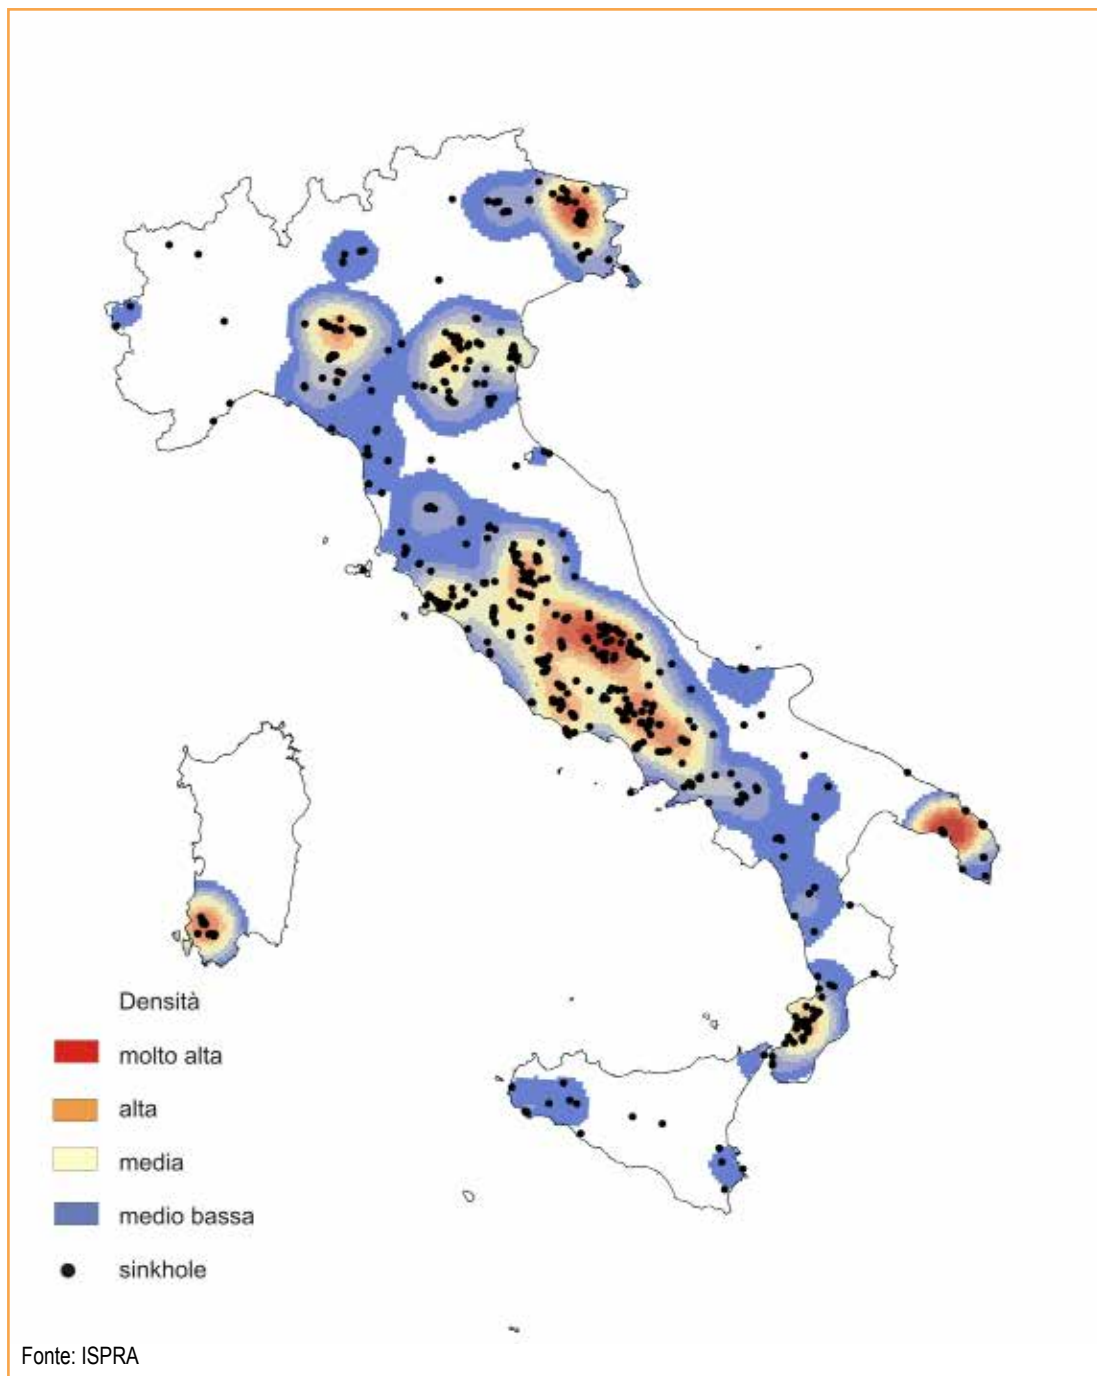 Densità
molto alta
alta
media
medio bassa
sinkhole
Fonte: ISPRA